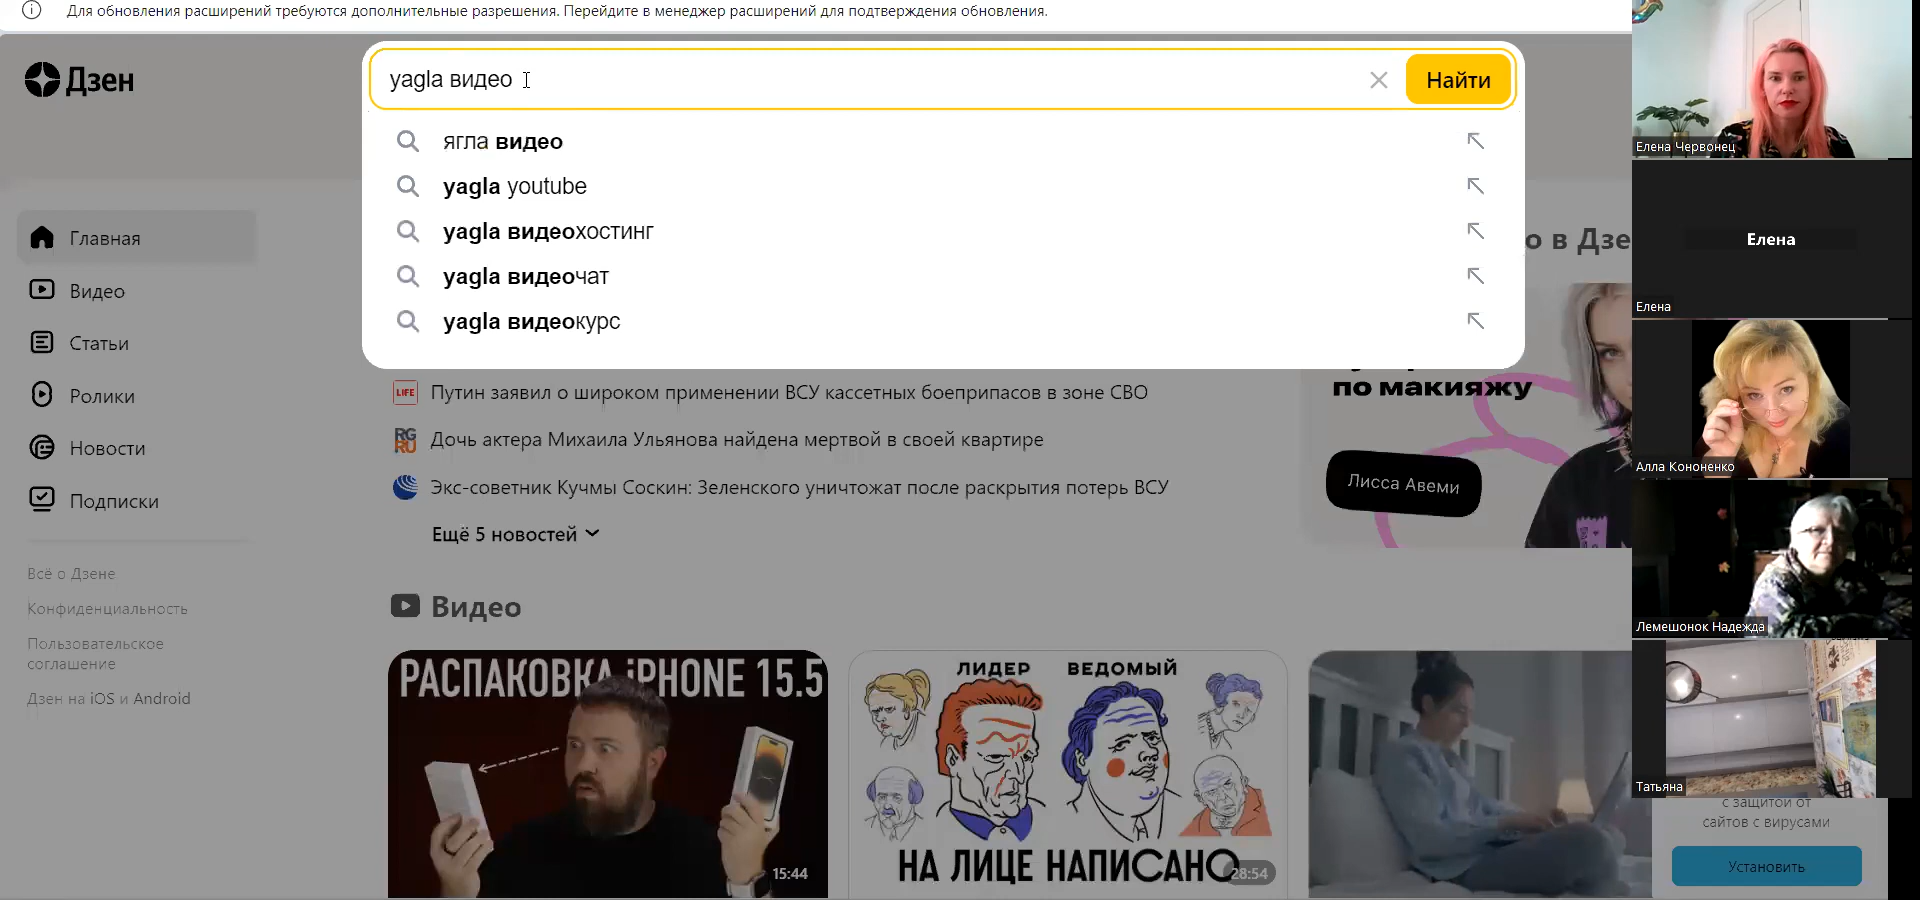 Для обновления расширений требуются дополнительные разрешения. Перейдите в менеджер расширений для подтверждения обновления.
Дзен
yagla видео
Найти
ягла видео
yagla youtube
yagla видеохостинг
yagla видеочат
yagla видеокурс
Главная
Видео
Статьи
Ролики
Новости
Подписки
Всё о Дзене
Конфиденциальность
Пользовательское
соглашение
Дзен на iOS и Android
о в Дзе
LIFE Путин заявил о широком применении ВСУ кассетных боеприпасов в зоне СВО
RG RU Дочь актера Михаила Ульянова найдена мертвой в своей квартире
Экс-советник Кучмы Соскин: Зеленского уничтожат после раскрытия потерь ВСУ
Ещё 5 новостей
по макияжу
Лисса Авеми
Видео
РАСПАКОВКА iPHONE 15.5
15:44
ЛИДЕР ВЕДОМЫЙ
НА ЛИЦЕ НАПИСАНО
28:54
Елена Червонец
Елена
Елена
Алла Кононенко
Лемешонок Надежда
Татьяна
с защитой от
сайтов с вирусами
Установить